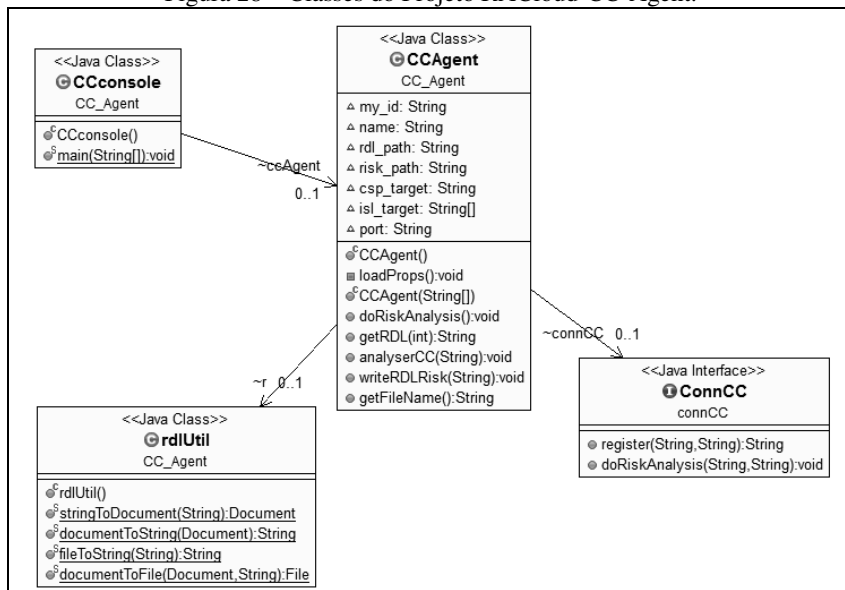 <<Java Class>>
CCconsole
CC_Agent
CCconsole()
main(String[]):void
<<Java Class>>
CCAgent
CC_Agent
my_id: String
name: String
rdl_path: String
risk_path: String
csp_target: String
isl_target: String[]
port: String
CCAgent()
loadProps():void
CCAgent(String[])
doRiskAnalysis():void
getRDL(int):String
analyserCC(String):void
writeRDLRisk(String):void
getFileName():String
~ccAgent
0..1
~connCC 0..1
~r 0..1
<<Java Class>>
rdlUtil
CC_Agent
rdlUtil()
stringToDocument(String):Document
documentToString(Document):String
fileToString(String):String
documentToFile(Document,String):File
<<Java Interface>>
ConnCC
connCC
register(String,String):String
doRiskAnalysis(String,String):void